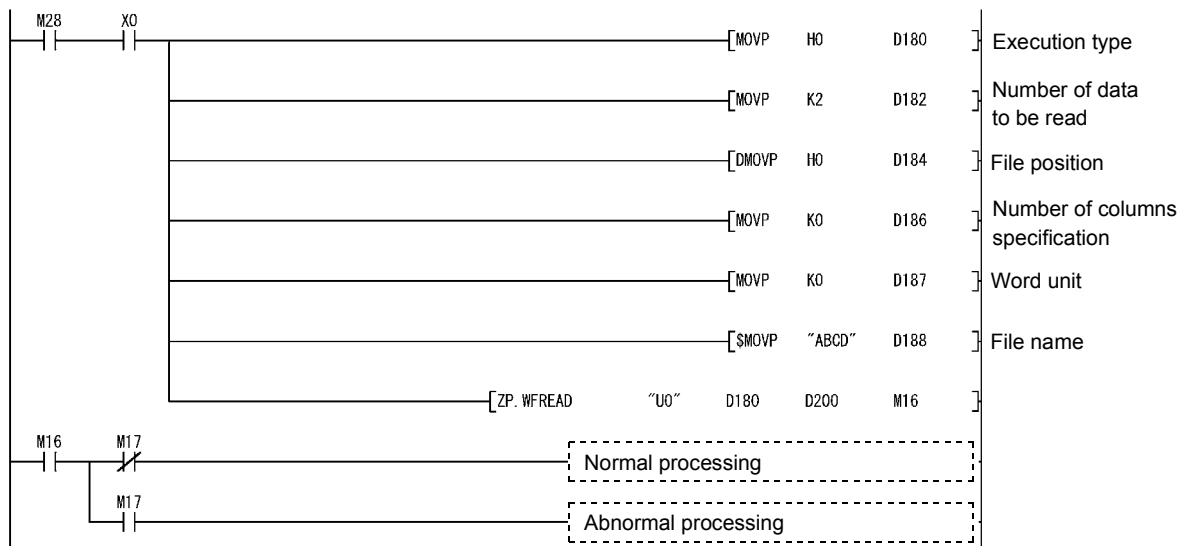 M28 X0
[MOVP H0 D180] Execution type
[MOVP K2 D182] Number of data
to be read
[DMOVP H0 D184] File position
[MOVP K0 D186] Number of columns
specification
[MOVP K0 D187] Word unit
[$MOVP "ABCD" D188] File name
[ZP.WFREAD "U0" D180 D200 M16]
M16 M17
Normal processing
M17
Abnormal processing